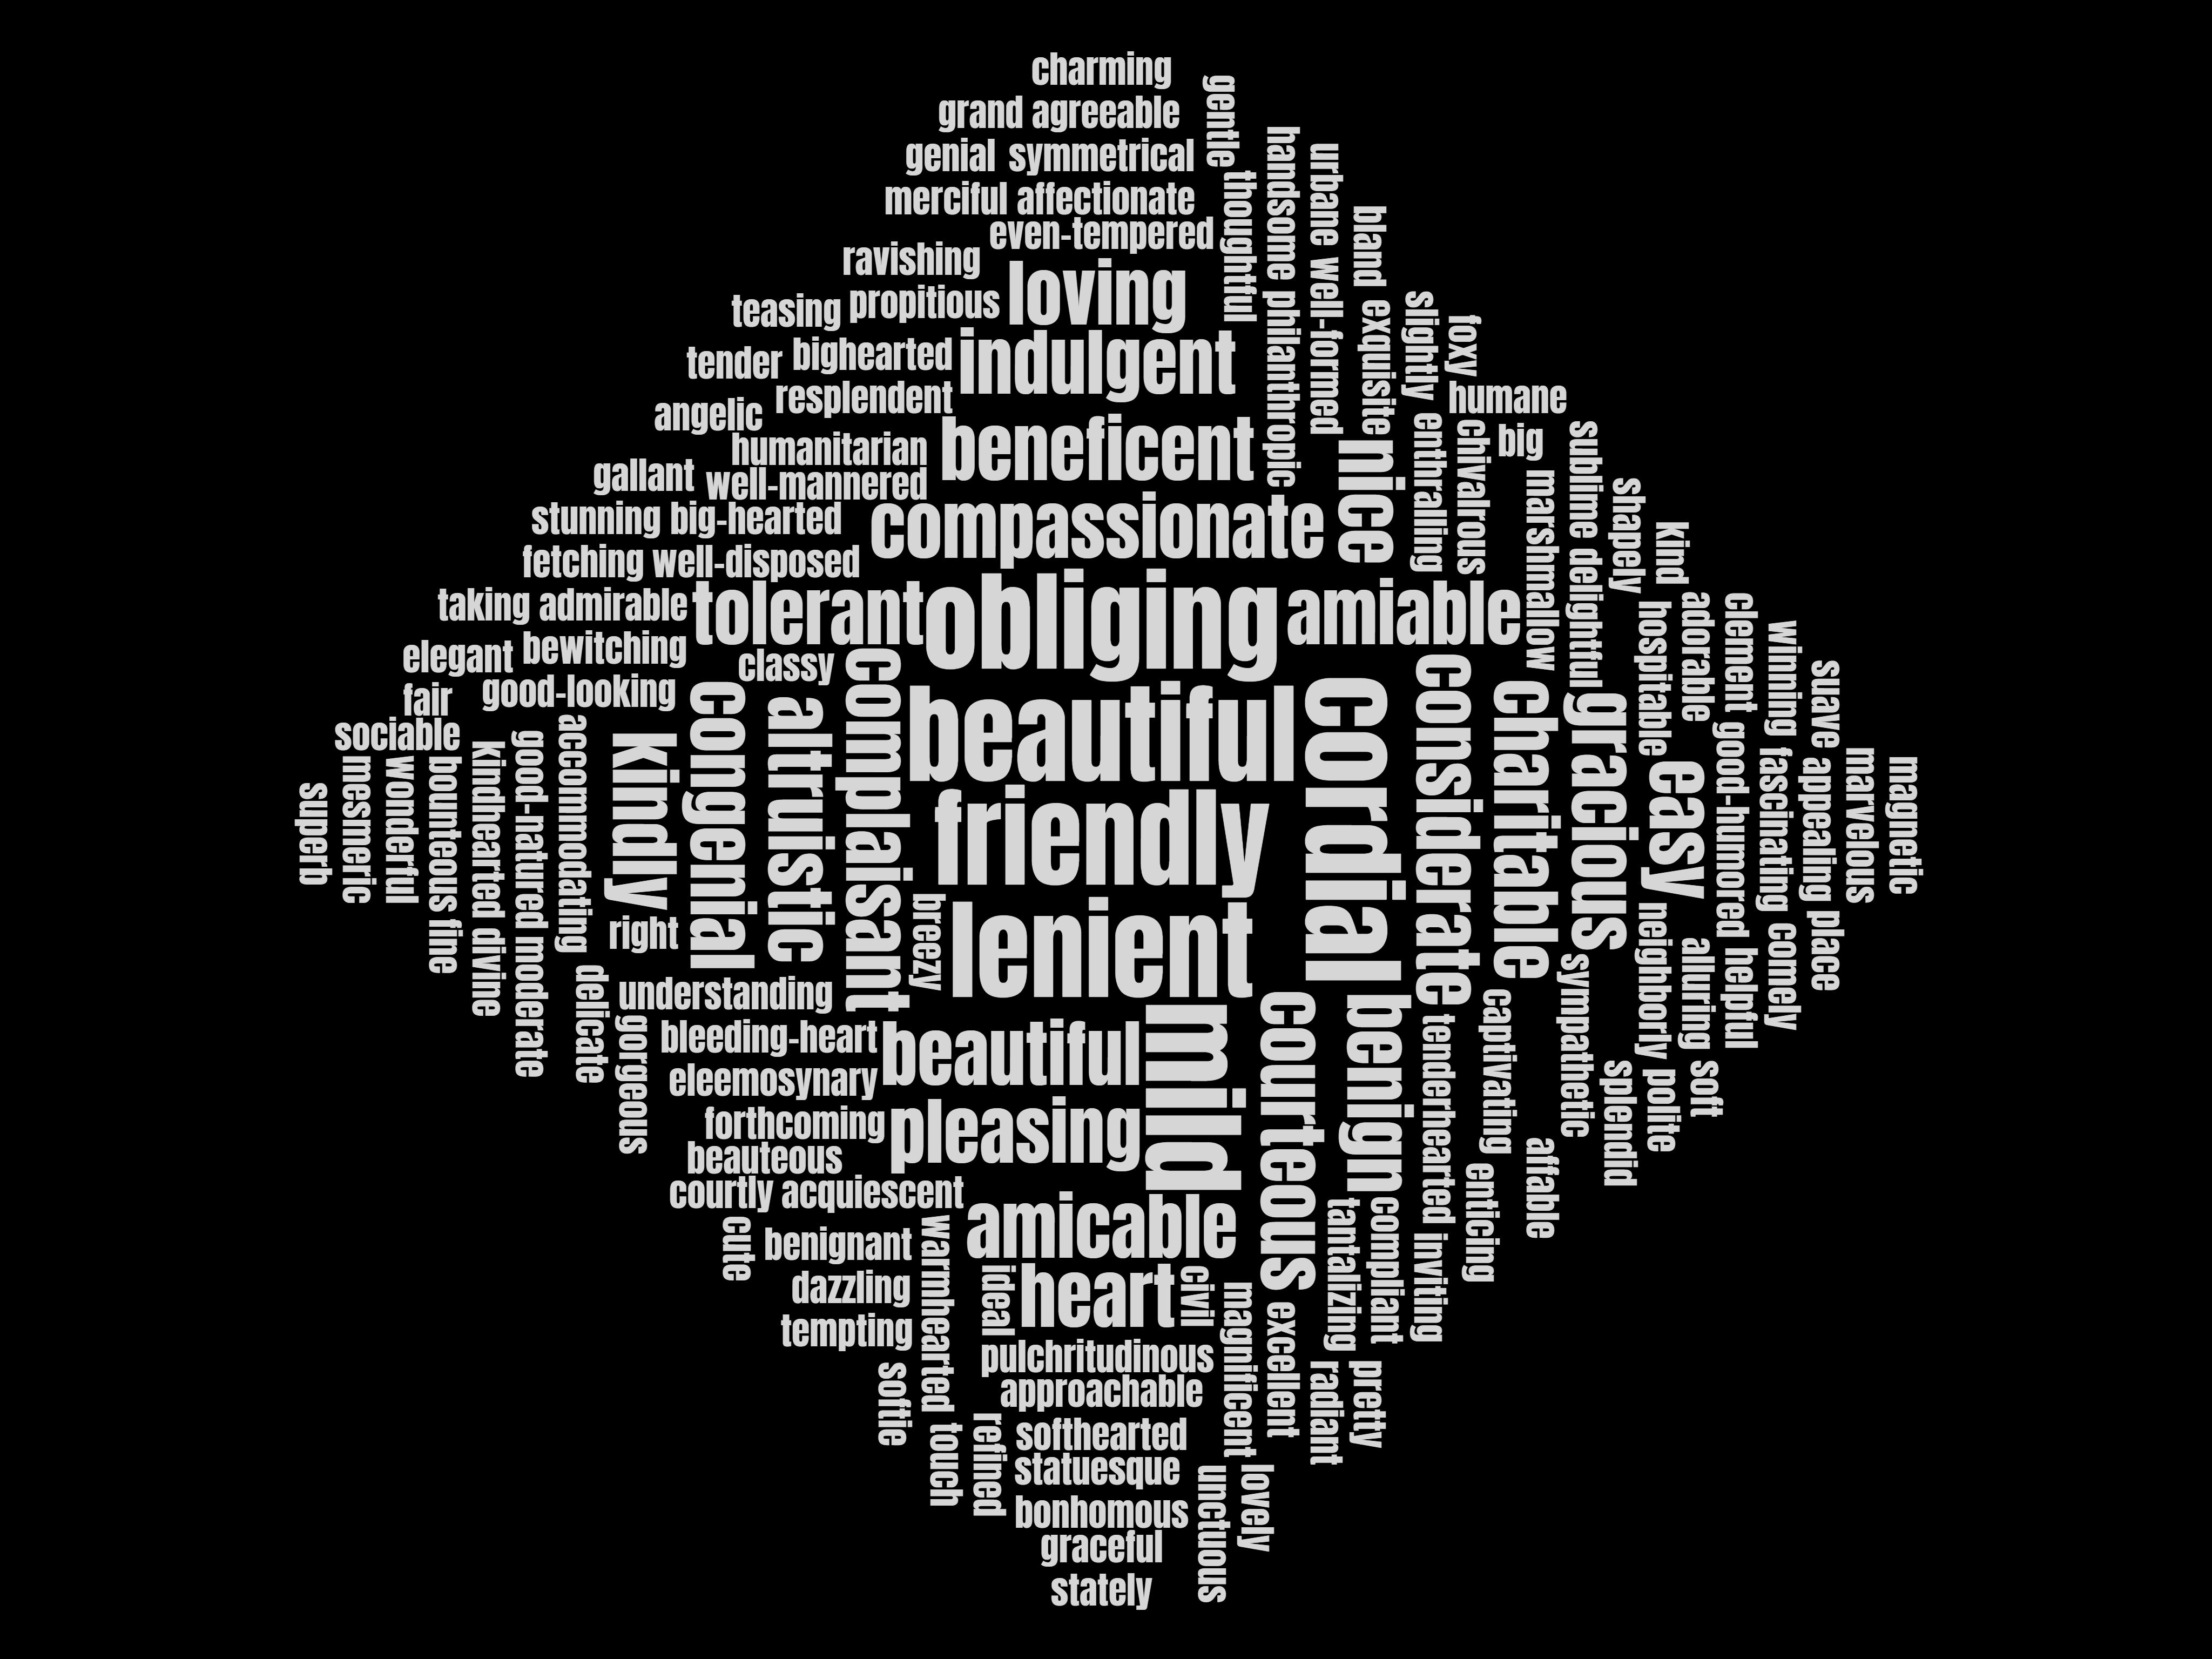 charming
grand agreeable
genial symmetrical
merciful affectionate
even-tempered
ravishing
loving
teasing propitious
tender bighearted indulgent
angelic resplendent
humanitarian beneficent
gallant well-mannered
stunning big-hearted compassionate
fetching well-disposed
taking admirable tolerant obliging amiable
elegant bewitching classy
fair good-looking
sociable
beautiful
friendly
lenient
gentle
thoughtful
handsome philanthropic
urbane well-formed
bland exquisite
nice
slightly enthralling
foxy
humane
chivalrous
big
marshmallow
sublime delightful
shapely
kind
hospitable
adorable
clement good-humored helpful
winning fascinating comely
suave appealing place
marvelous
magnetic
superb
mesmeric
wonderful
bounteous fine
kindhearted divine
good-natured moderate
accommodating
kindly
congenial
altruistic
complaisant
breezy
cordial
considerate
charitable
gracious
easy
right
delicate
understanding
gorgeous
bleeding-heart beautiful
eleemosynary
forthcoming pleasing
beauteous
courtly acquiescent
mild
courteous
benign
tenderhearted inviting
captivating
sympathetic
neighborly
alluring
soft
polite
splendid
affable
enticing
compliant
tantalizing
cute
benignant amicable
dazzling
tempting
warmhearted touch
ideal
heart
civil
magnificent
excellent
radiant
pretty
pulchritudinous
approachable
softie
refined
softhearted
statuesque
bonhomous
graceful
stately
unctuous
lovely